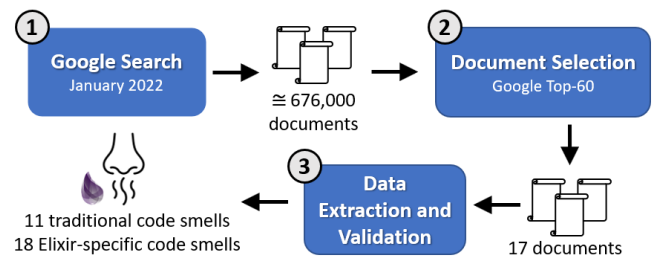 1
Google Search
January 2022
≅ 676,000
documents
2
Document Selection
Google Top-60
17 documents
3
Data
Extraction and
Validation
11 traditional code smells
18 Elixir-specific code smells